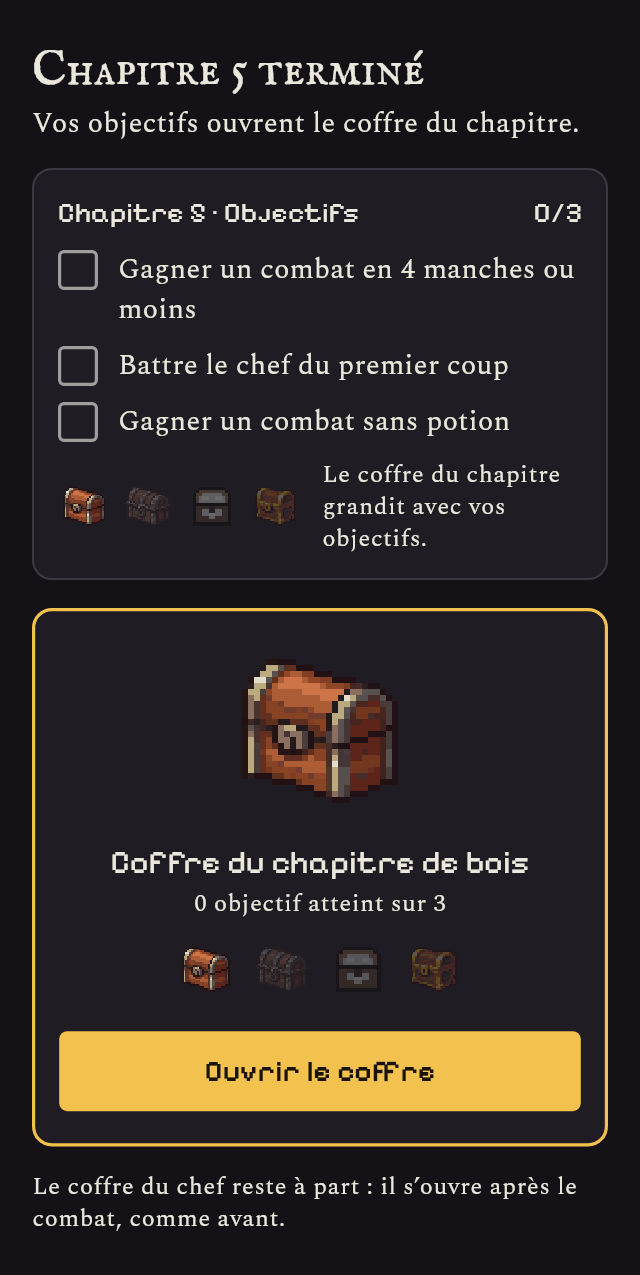 Chapitre 5 terminé
Vos objectifs ouvrent le coffre du chapitre.
Chapitre 5 · Objectifs 0/3
Gagner un combat en 4 manches ou
moins
Battre le chef du premier coup
Gagner un combat sans potion
Le coffre du chapitre
grandit avec vos
objectifs.
Coffre du chapitre de bois
0 objectif atteint sur 3
Ouvrir le coffre
Le coffre du chef reste à part : il s’ouvre après le
combat, comme avant.